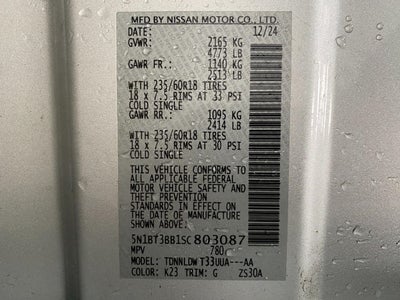 MFD BY NISSAN MOTOR CO., LTD.
DATE: 12/24
GVWR: 2165 KG
4773 LB
GAWR FR.: 1140 KG
2513 LB
WITH 235/60R18 TIRES
18 x 7.5 RIMS AT 33 PSI
COLD SINGLE
GAWR RR.: 1095 KG
2414 LB
WITH 235/60R18 TIRES
18 x 7.5 RIMS AT 30 PSI
COLD SINGLE
THIS VEHICLE CONFORMS TO
ALL APPLICABLE FEDERAL
MOTOR VEHICLE SAFETY AND
THEFT PREVENTION
STANDARDS IN EFFECT ON
THE DATE OF MANUFACTURE
SHOWN ABOVE.
5N1BT3BB1SC803087
MPV 780
MODEL: TDNNLDW T33UUA---AA
COLOR: K23 TRIM: G ZS30A